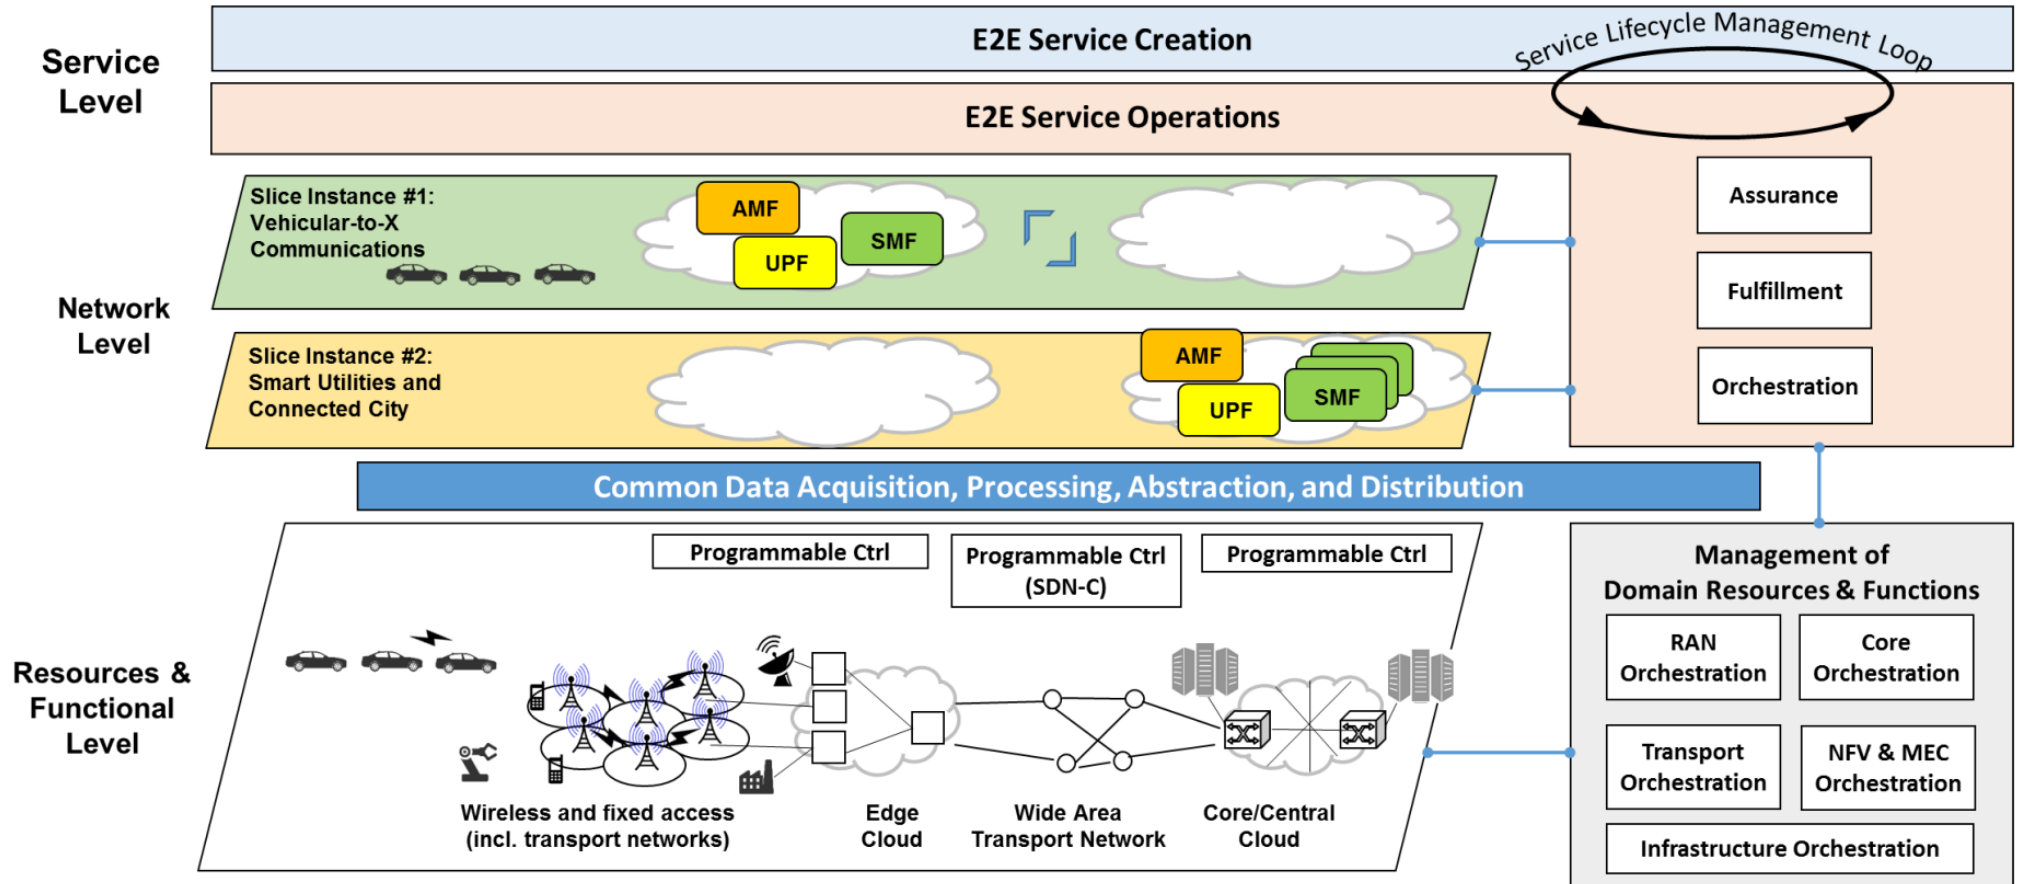 Service
Level
E2E Service Creation
Service Lifecycle Management Loop
E2E Service Operations
Network
Level
Slice Instance #1:
Vehicular-to-X
Communications
AMF
UPF
SMF
Slice Instance #2:
Smart Utilities and
Connected City
AMF
UPF
SMF
Assurance
Fulfillment
Orchestration
Common Data Acquisition, Processing, Abstraction, and Distribution
Resources &
Functional
Level
Programmable Ctrl
Programmable Ctrl
(SDN-C)
Programmable Ctrl
Wireless and fixed access
(incl. transport networks)
Edge
Cloud
Wide Area
Transport Network
Core/Central
Cloud
Management of
Domain Resources & Functions
RAN
Orchestration
Core
Orchestration
Transport
Orchestration
NFV & MEC
Orchestration
Infrastructure Orchestration